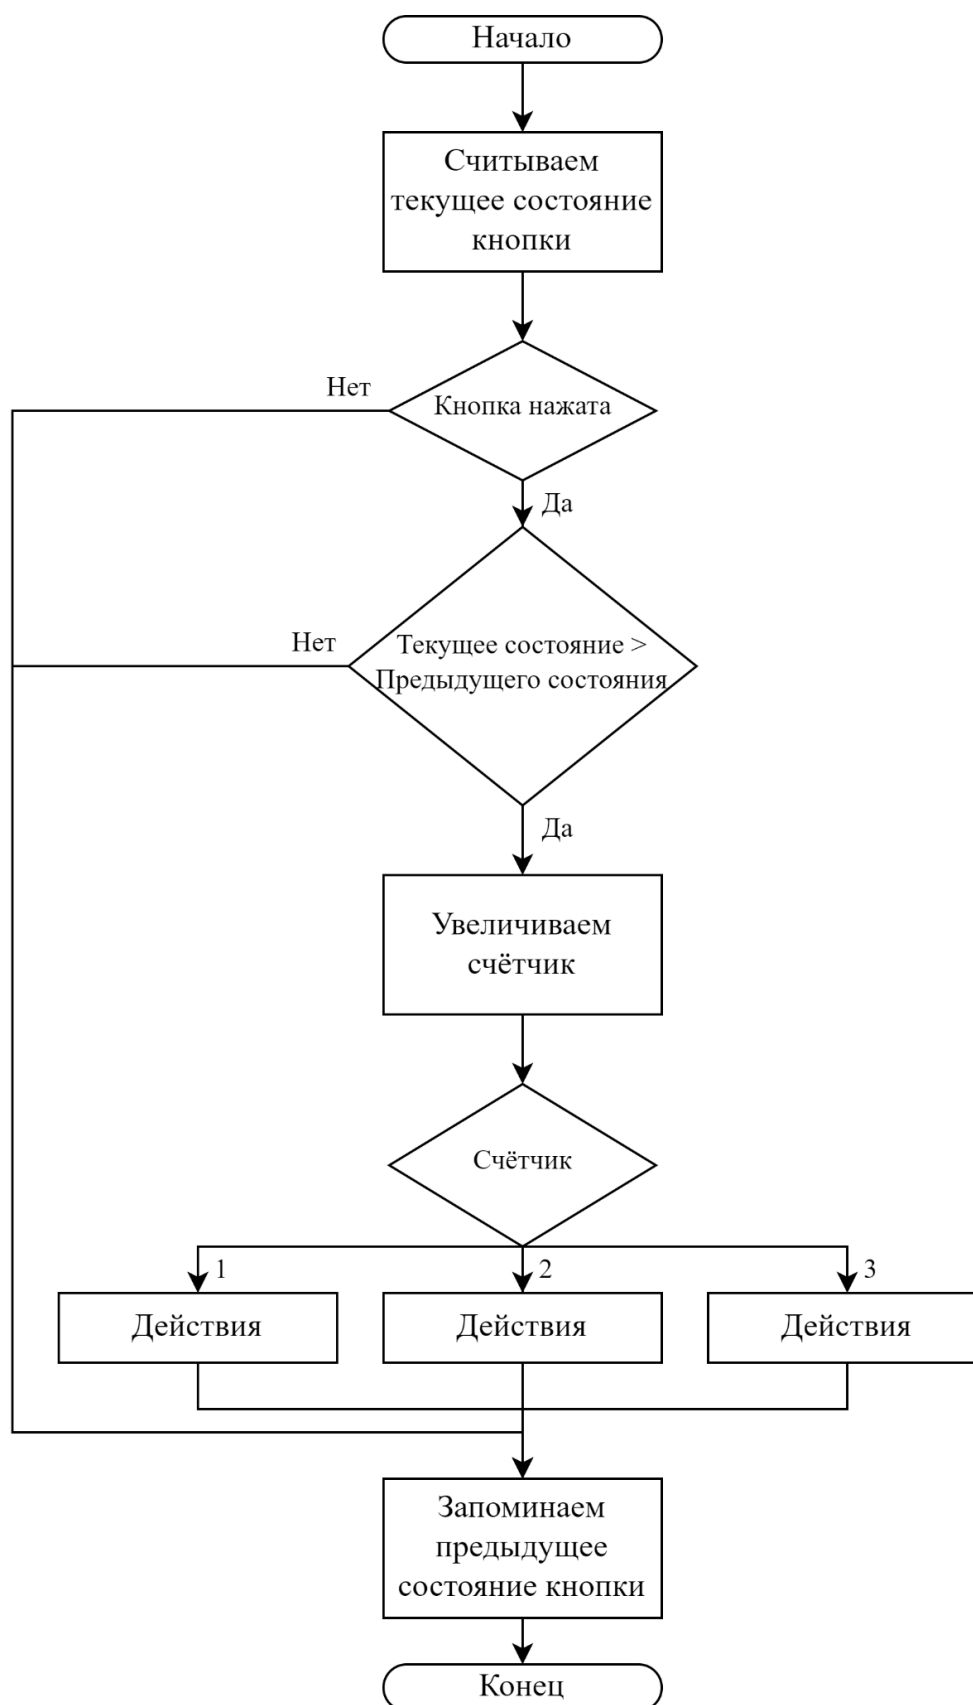 Начало
Считываем
текущее состояние
кнопки
Нет
Кнопка нажата
Да
Нет
Текущее состояние >
Предыдущего состояния
Да
Увеличиваем
счётчик
Счётчик
1
2
3
Действия
Действия
Действия
Запоминаем
предыдущее
состояние кнопки
Конец